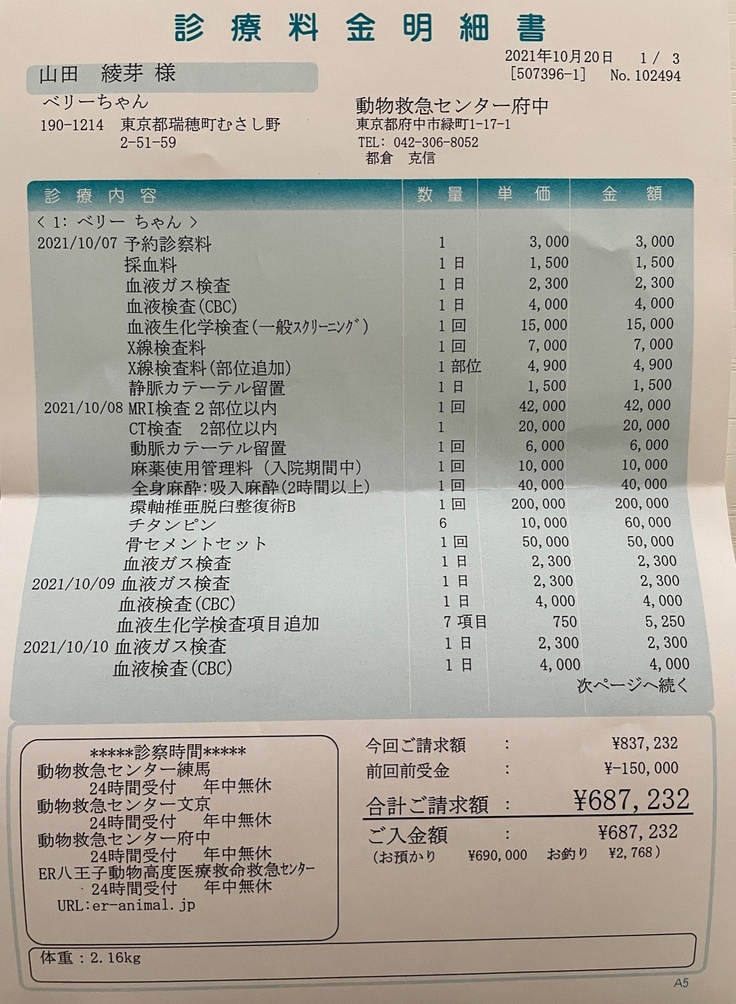 診療料金明細書
2021年10月20日 1/ 3
山田 綾芽 様
[507396-1] No.102494
ベリーちゃん
動物救急センター府中
190-1214 東京都瑞穂町むさし野
東京都府中市緑町1-17-1
2-51-59
TEL: 042-306-8052
都倉 克信
診療内容 数量 単価 金額
< 1: ベリー ちゃん >
2021/10/07 予約診察料 1 3,000 3,000
採血料 1 日 1,500 1,500
血液ガス検査 1 日 2,300 2,300
血液検査(CBC) 1 日 4,000 4,000
血液生化学検査(一般ｽｸﾘｰﾆﾝｸﾞ) 1 回 15,000 15,000
X線検査料 1 回 7,000 7,000
X線検査料(部位追加) 1 部位 4,900 4,900
静脈カテーテル留置 1 日 1,500 1,500
2021/10/08 MRI検査２部位以内 1 回 42,000 42,000
CT検査 2部位以内 1 20,000 20,000
動脈カテーテル留置 1 回 6,000 6,000
麻薬使用管理料（入院期間中） 1 回 10,000 10,000
全身麻酔:吸入麻酔(2時間以上) 1 回 40,000 40,000
環軸椎亜脱臼整復術B 1 回 200,000 200,000
チタンピン 6 10,000 60,000
骨セメントセット 1 回 50,000 50,000
血液ガス検査 1 日 2,300 2,300
2021/10/09 血液ガス検査 1 日 2,300 2,300
血液検査(CBC) 1 日 4,000 4,000
血液生化学検査項目追加 7 項目 750 5,250
2021/10/10 血液ガス検査 1 日 2,300 2,300
血液検査(CBC) 1 日 4,000 4,000
次ページへ続く
*****診察時間*****
動物救急センター練馬
24時間受付 年中無休
動物救急センター文京
24時間受付 年中無休
動物救急センター府中
24時間受付 年中無休
ER八王子動物高度医療救命救急ｾﾝﾀｰ
24時間受付 年中無休
URL:er-animal.jp
今回ご請求額 : ¥837,232
前回前受金 : ¥-150,000
合計ご請求額 : ¥687,232
ご入金額 : ¥687,232
(お預かり ¥690,000 お釣り ¥2,768)
体重:2.16kg
A5